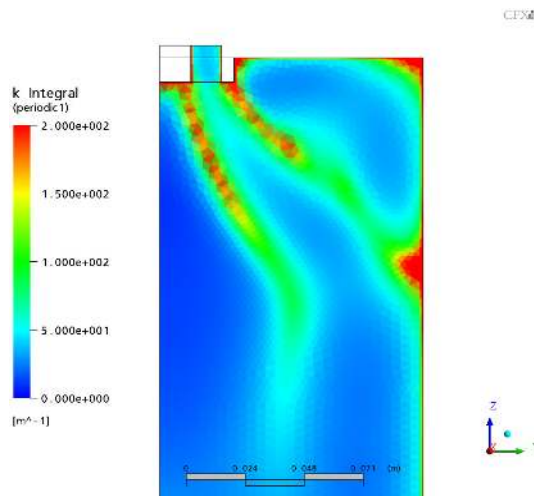 CFX
k Integral
(periodic1)
2.000e+002
1.500e+002
1.000e+002
5.000e+001
0.000e+000
[m^-1]
0 0.024 0.048 0.071 (m)
Z
X